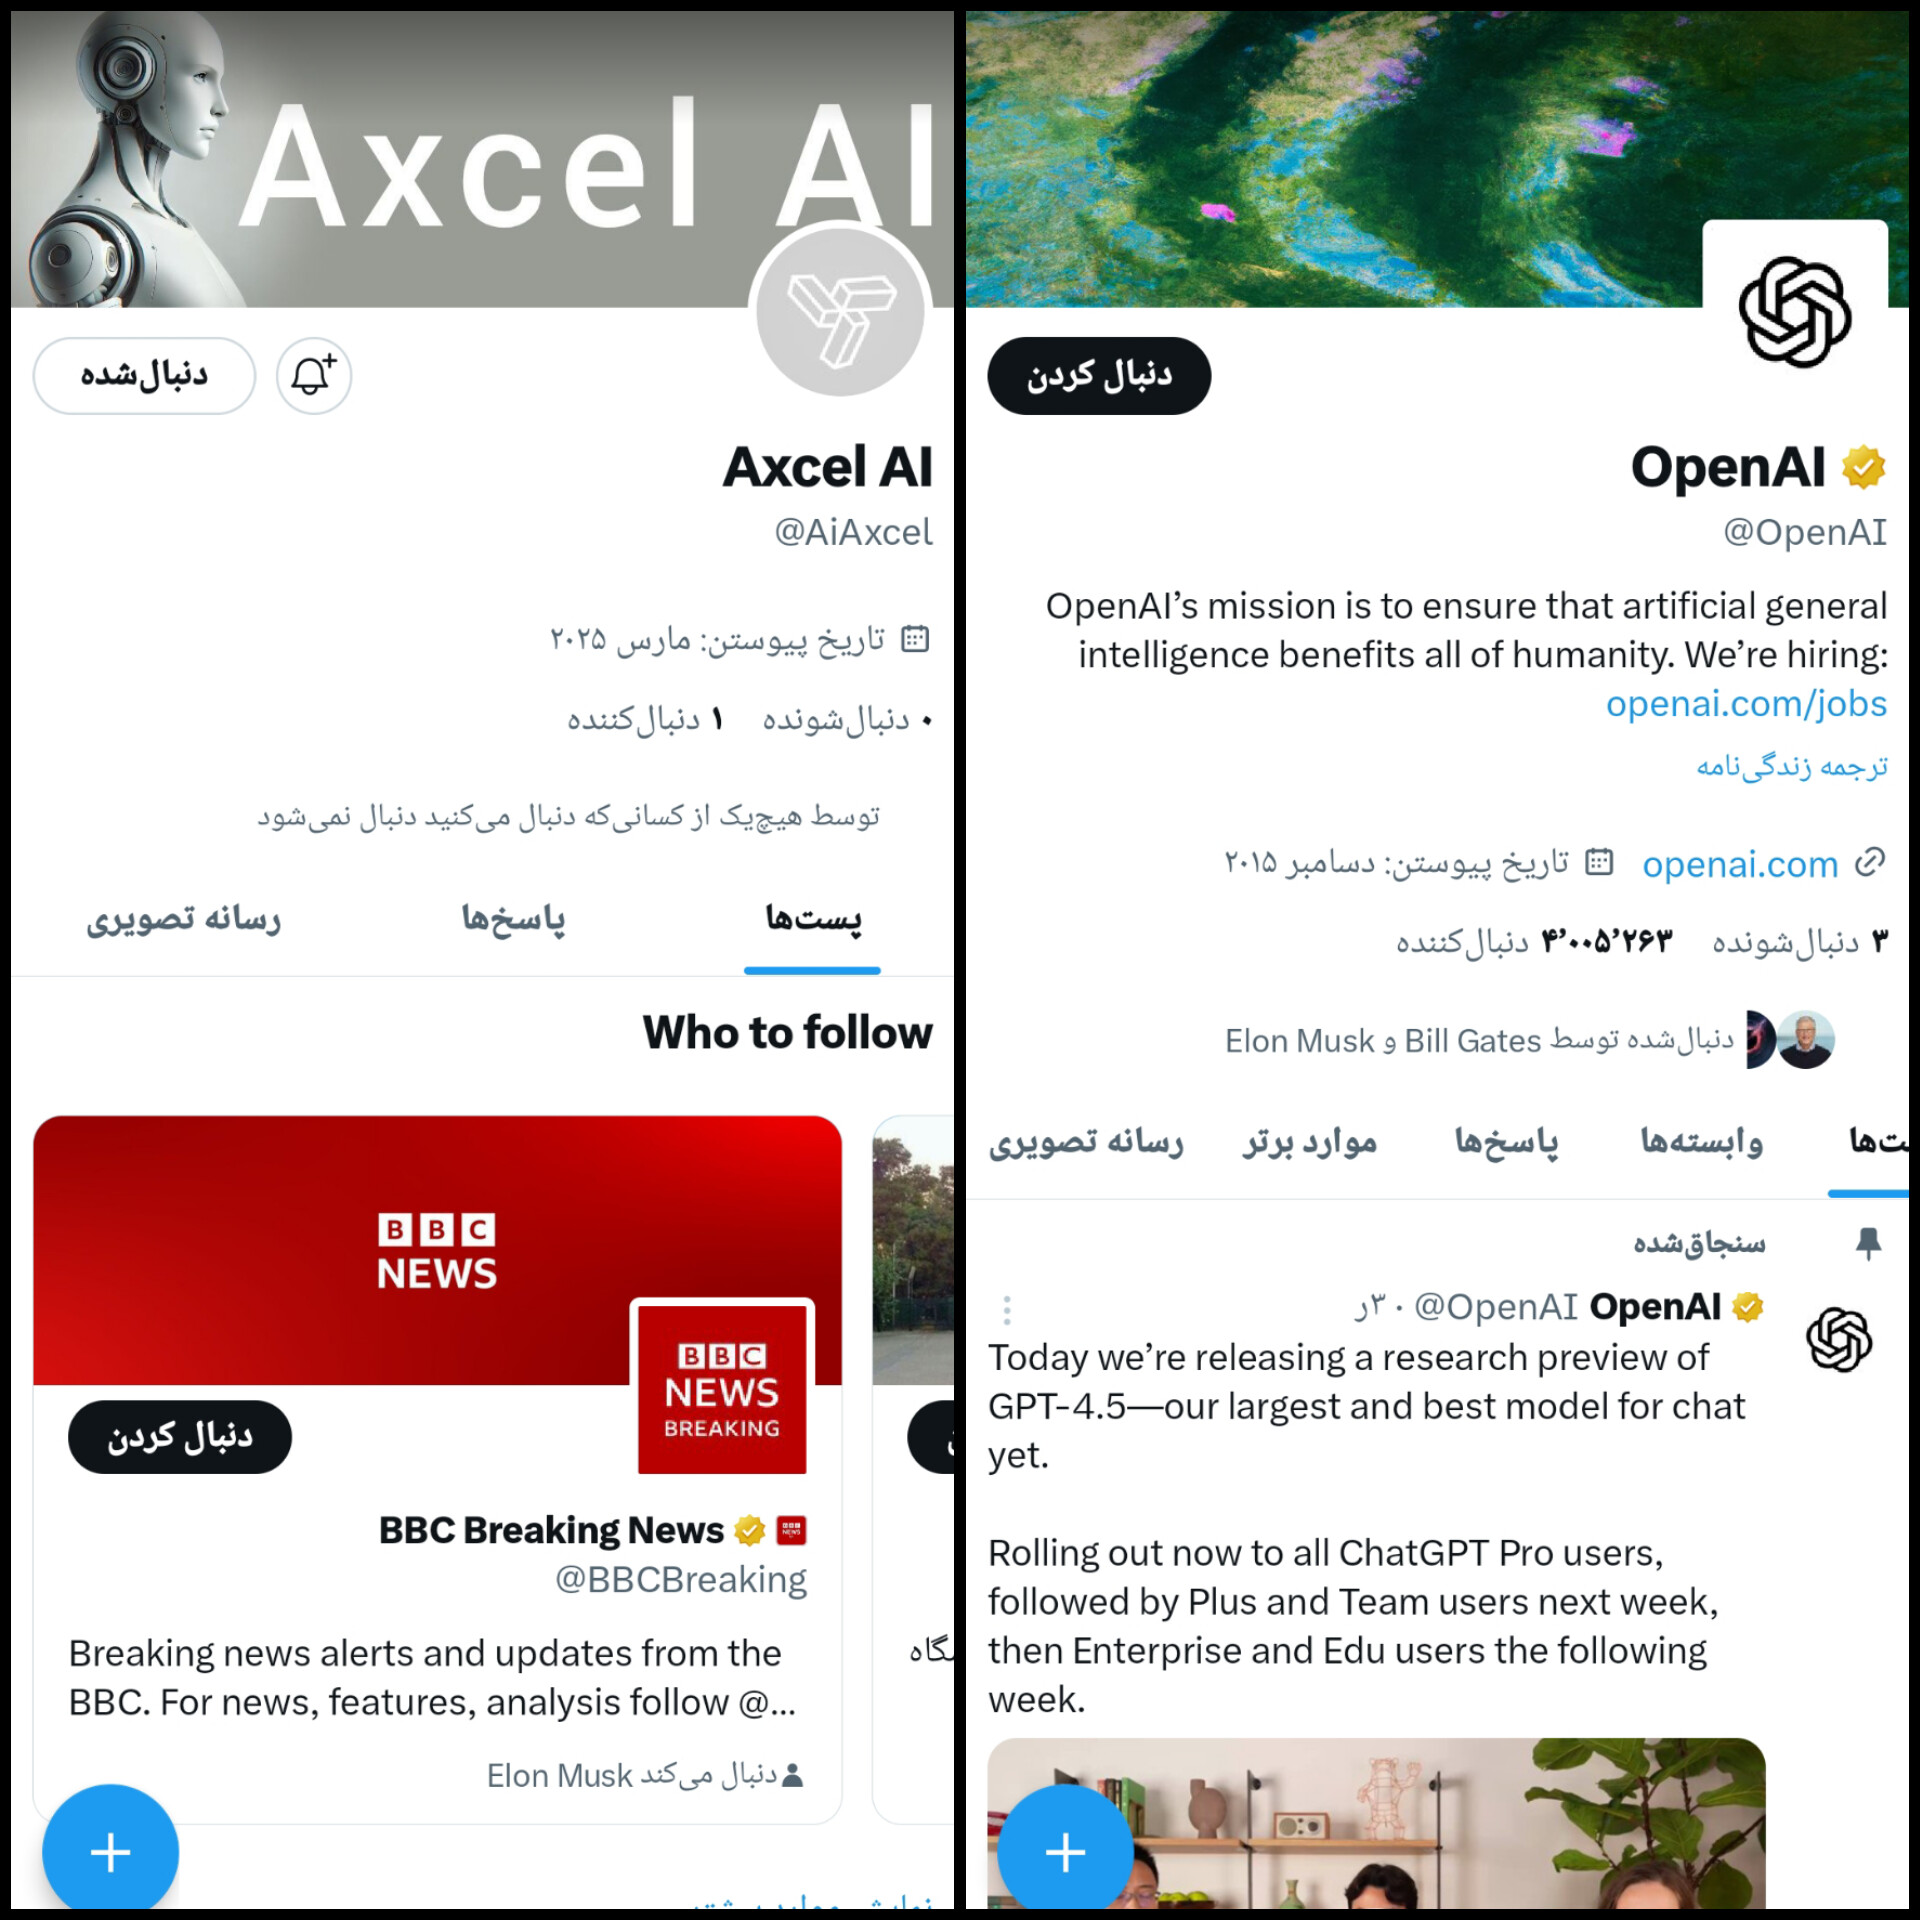 Axcel AI
دنبال‌شده
Axcel AI
@AiAxcel
تاریخ پیوستن: مارس ۲۰۲۵
۰ دنبال‌شونده ۱ دنبال‌کننده
توسط هیچ‌یک از کسانی‌که دنبال می‌کنید دنبال نمی‌شود
پست‌ها پاسخ‌ها رسانه تصویری
Who to follow
BBC
NEWS
BBC
NEWS
BREAKING
دنبال کردن
BBC Breaking News
@BBCBreaking
Breaking news alerts and updates from the
BBC. For news, features, analysis follow @...
Elon Musk دنبال می‌کند
دنبال کردن
OpenAI
@OpenAI
OpenAI’s mission is to ensure that artificial general
intelligence benefits all of humanity. We’re hiring:
openai.com/jobs
ترجمه زندگی‌نامه
openai.com تاریخ پیوستن: دسامبر ۲۰۱۵
۳ دنبال‌شونده ۴٬۰۰۵٬۲۶۳ دنبال‌کننده
دنبال‌شده توسط Bill Gates و Elon Musk
وابسته‌ها پاسخ‌ها موارد برتر رسانه تصویری
سنجاق‌شده
OpenAI @OpenAI · ۳ر
Today we’re releasing a research preview of
GPT-4.5—our largest and best model for chat
yet.
Rolling out now to all ChatGPT Pro users,
followed by Plus and Team users next week,
then Enterprise and Edu users the following
week.